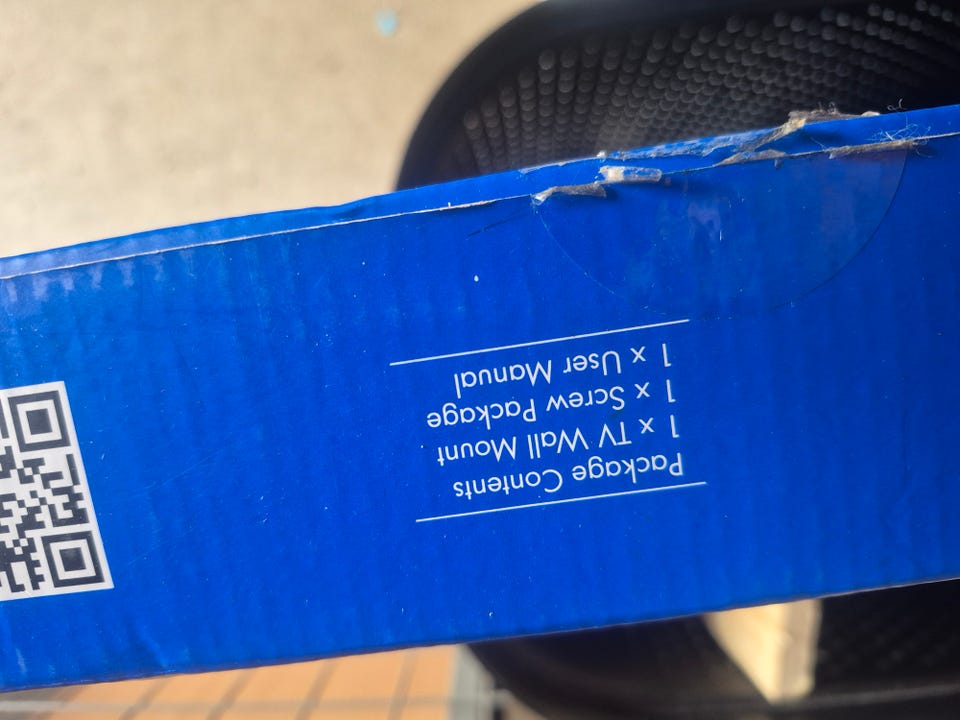 Package Contents
1 x TV Wall Mount
1 x Screw Package
1 x User Manual